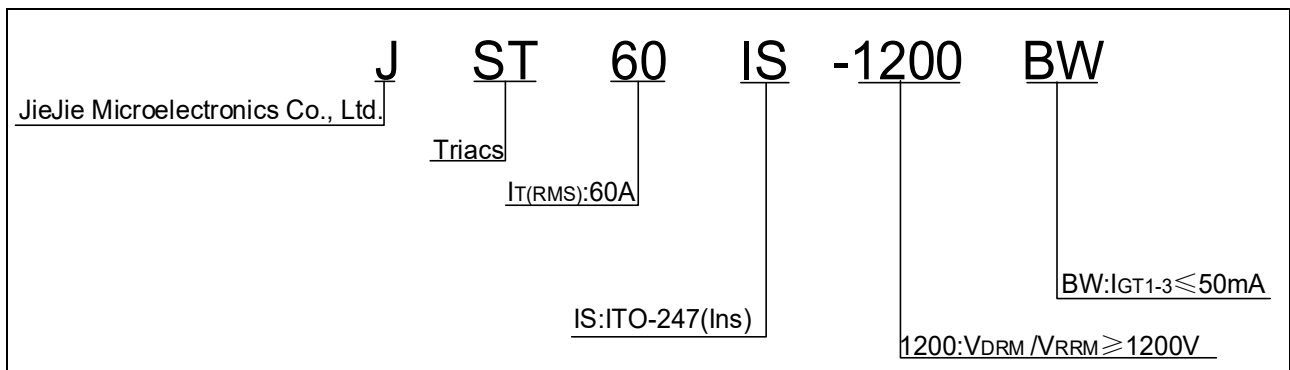 J ST 60 IS -1200 BW
JieJie Microelectronics Co., Ltd.
Triacs
IT(RMS):60A
BW:IGT1-3≤50mA
IS:ITO-247(Ins)
1200:VDRM /VRRM≥1200V